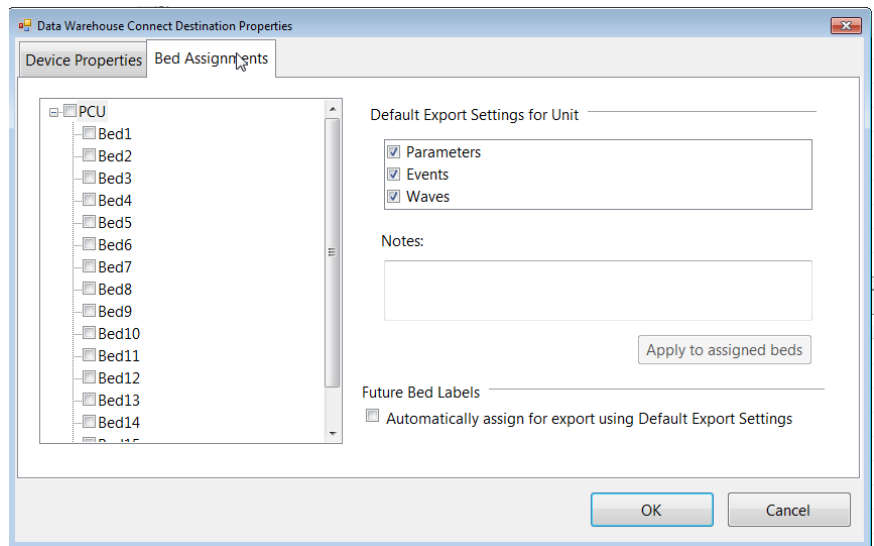 Data Warehouse Connect Destination Properties
Device Properties
Bed Assignments
PCU
Bed1
Bed2
Bed3
Bed4
Bed5
Bed6
Bed7
Bed8
Bed9
Bed10
Bed11
Bed12
Bed13
Bed14
Default Export Settings for Unit
Parameters
Events
Waves
Notes:
Apply to assigned beds
Future Bed Labels
Automatically assign for export using Default Export Settings
OK
Cancel